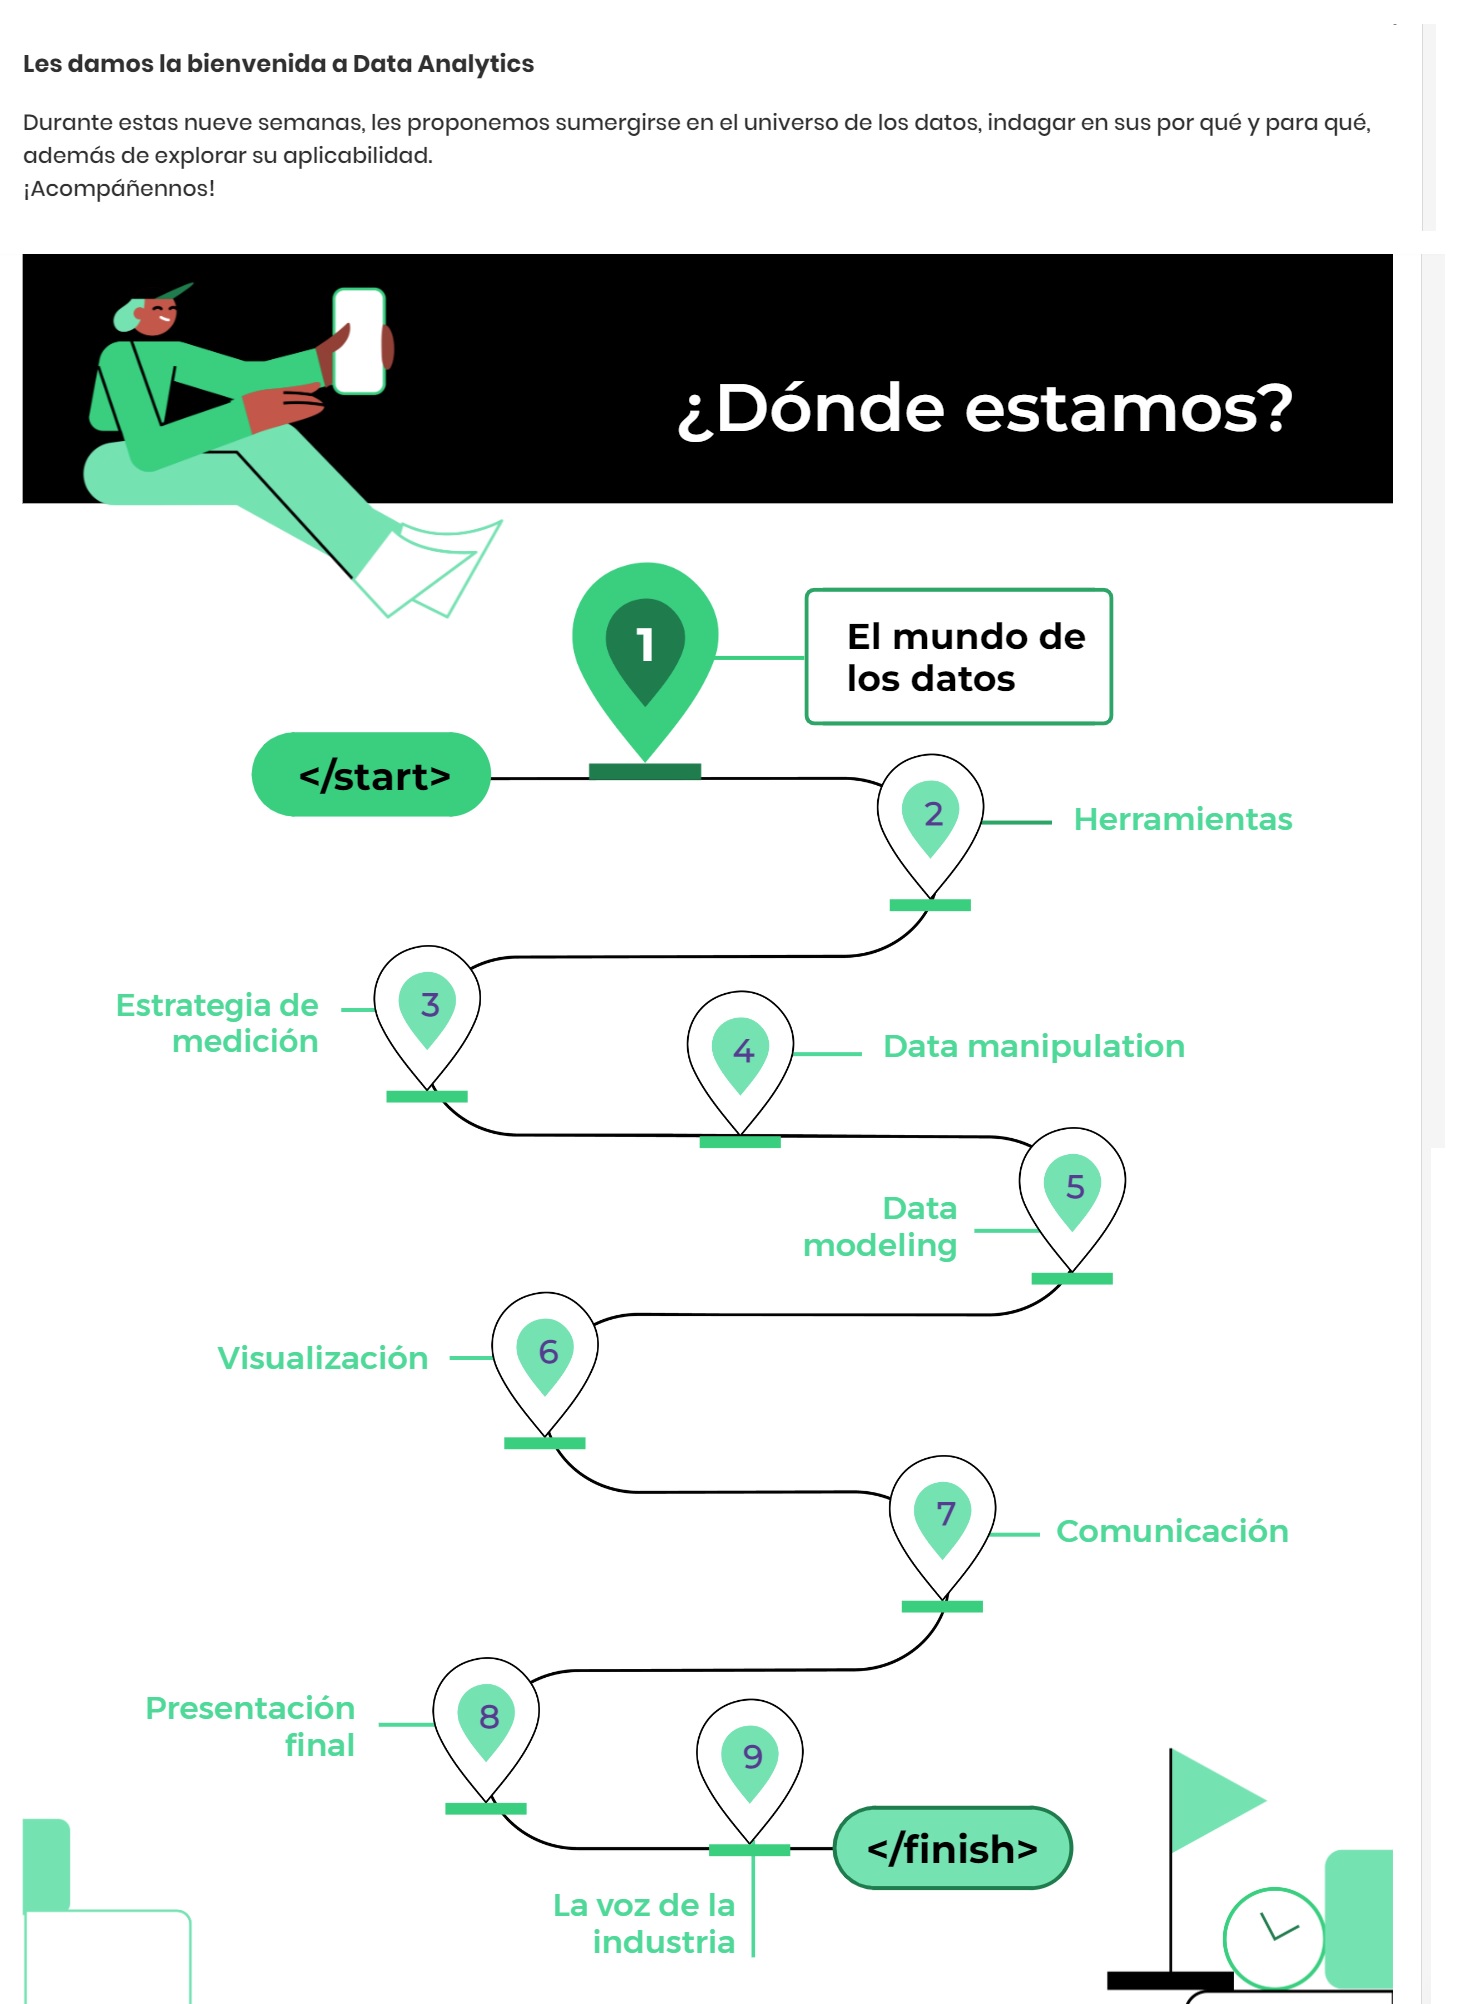 Les damos la bienvenida a Data Analytics
Durante estas nueve semanas, les proponemos sumergirse en el universo de los datos, indagar en sus por qué y para qué,
además de explorar su aplicabilidad.
¡Acompáñennos!
¿Dónde estamos?
1
El mundo de
los datos
</start>
2
Herramientas
3
Estrategia de
medición
4
Data manipulation
5
Data
modeling
6
Visualización
7
Comunicación
8
Presentación
final
9
</finish>
La voz de la
industria